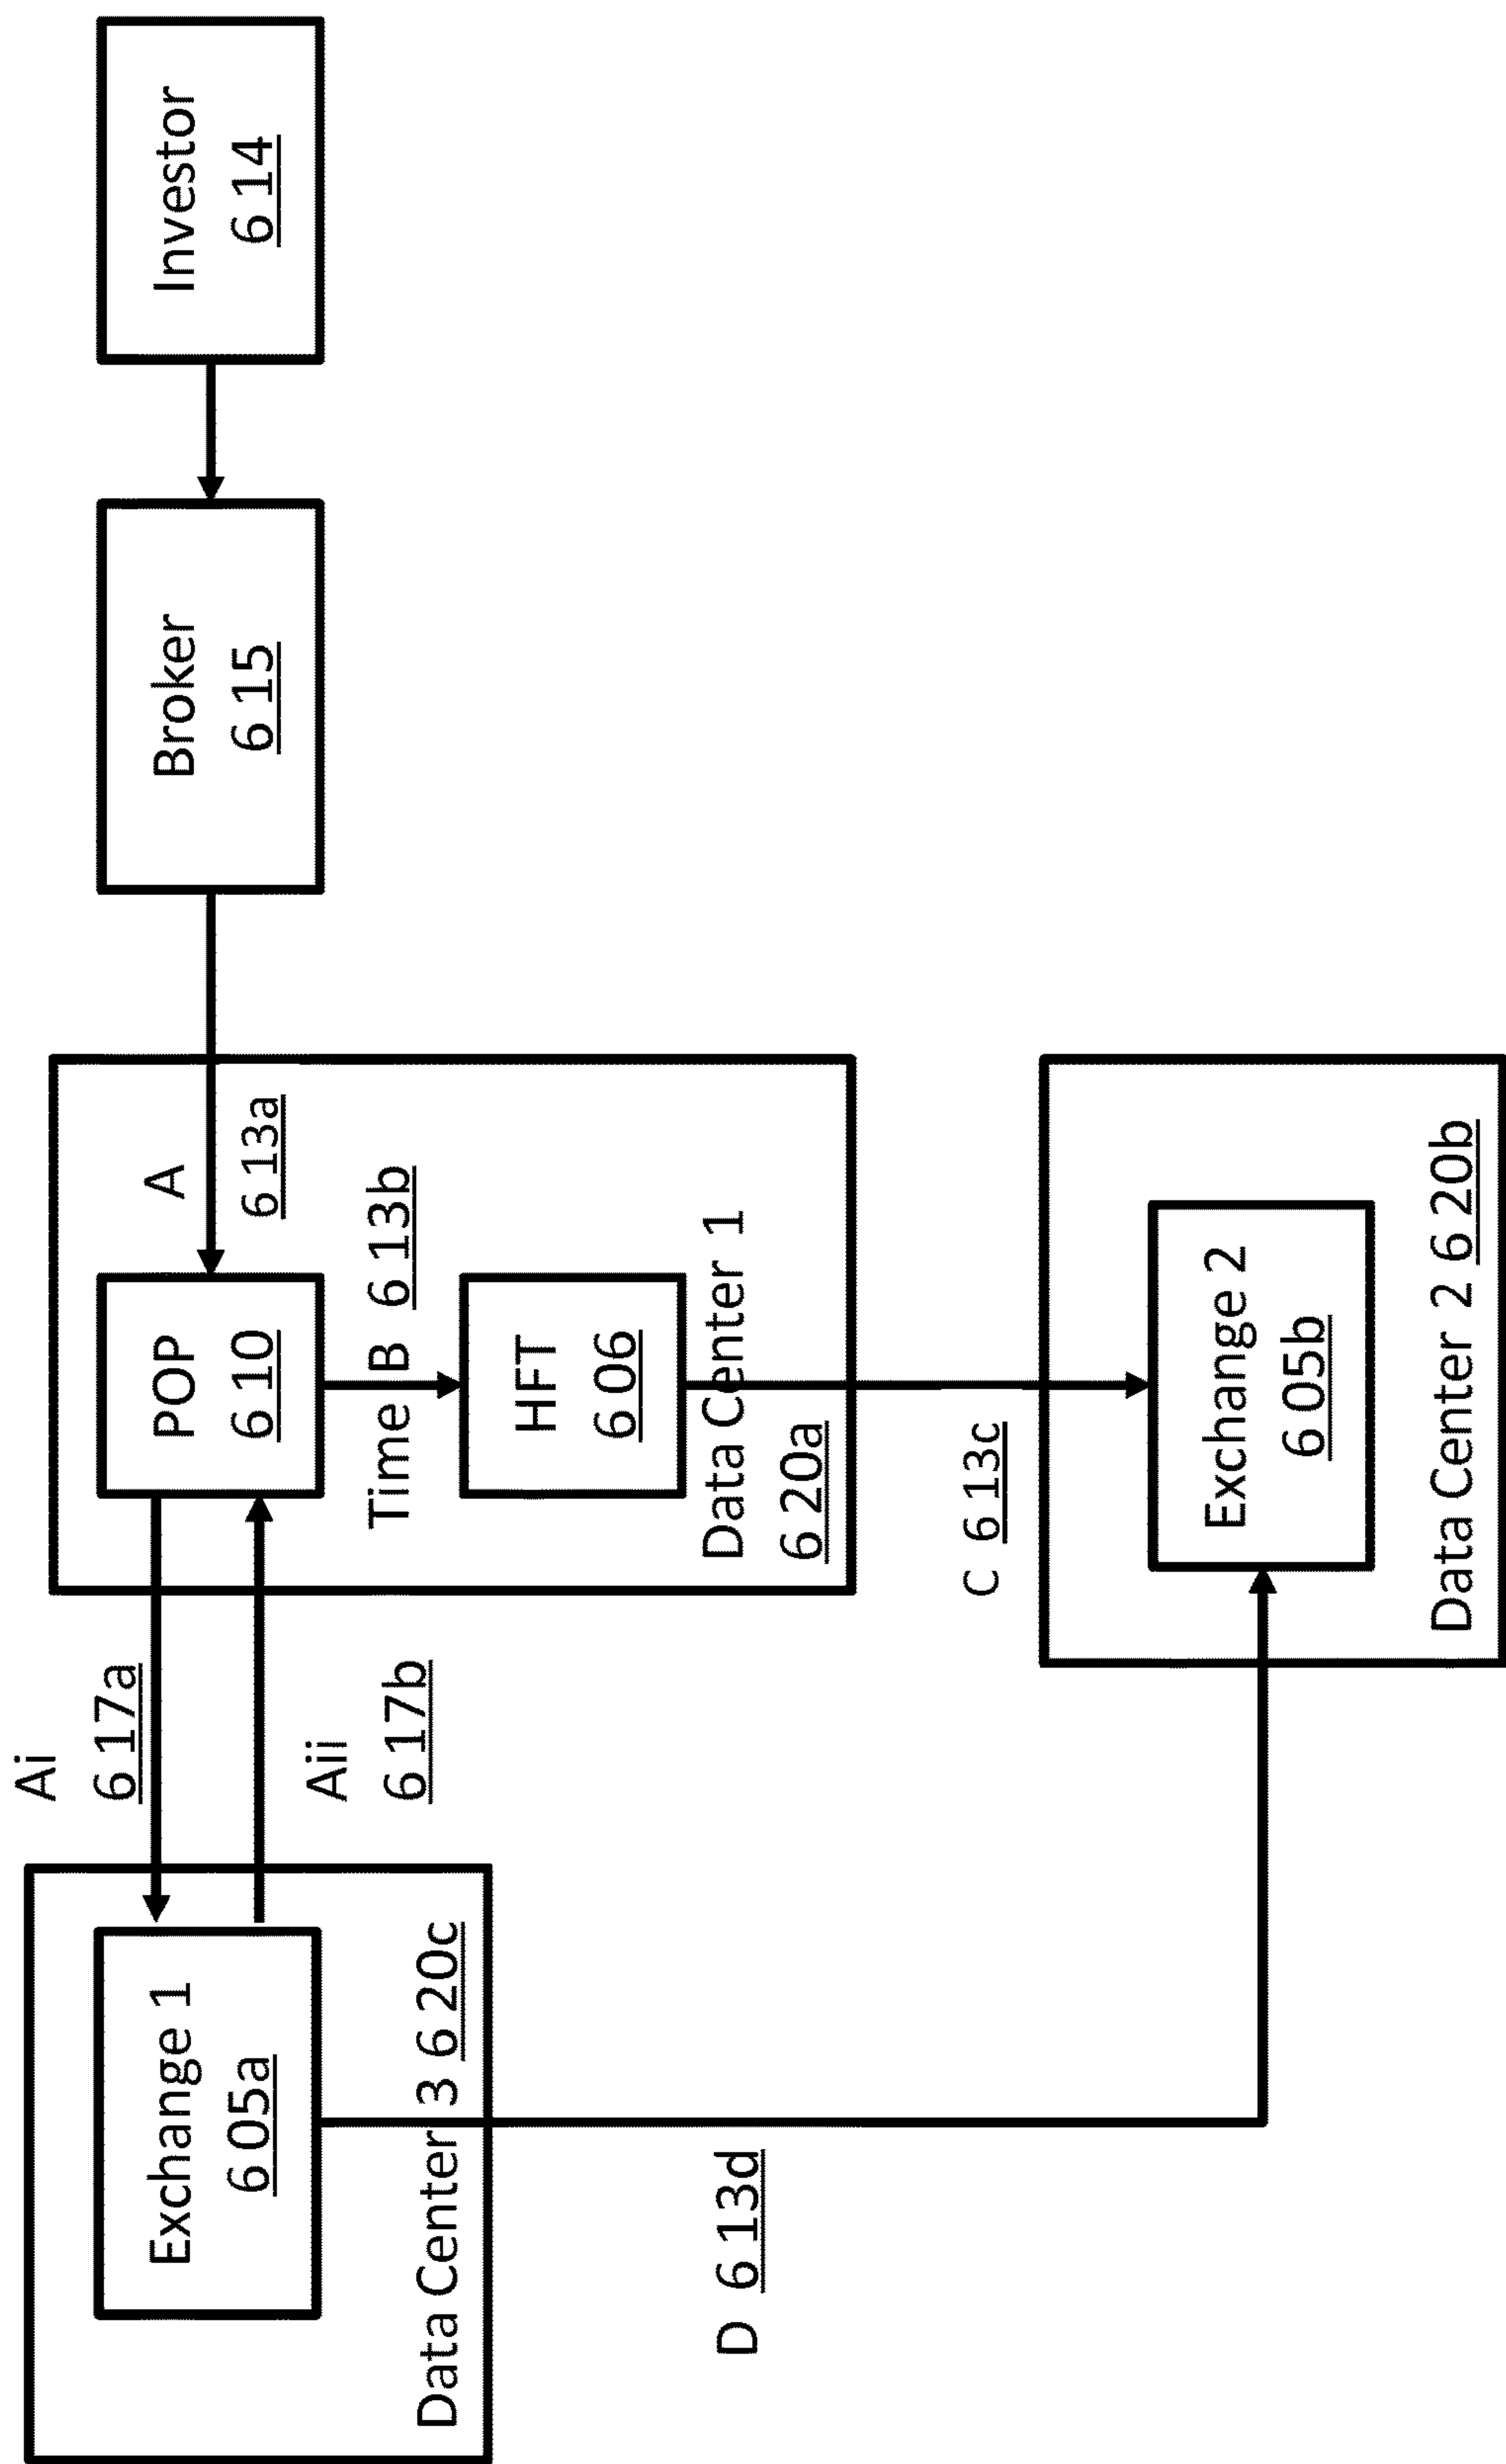 Ai
6 17a
Exchange 1
6 05a
Data Center 3 6 20c
Aii
6 17b
A
6 13a
POP
6 10
Time B 6 13b
HFT
6 06
Data Center 1
6 20a
Broker
6 15
Investor
6 14
D 6 13d
C 6 13c
Exchange 2
6 05b
Data Center 2 6 20b